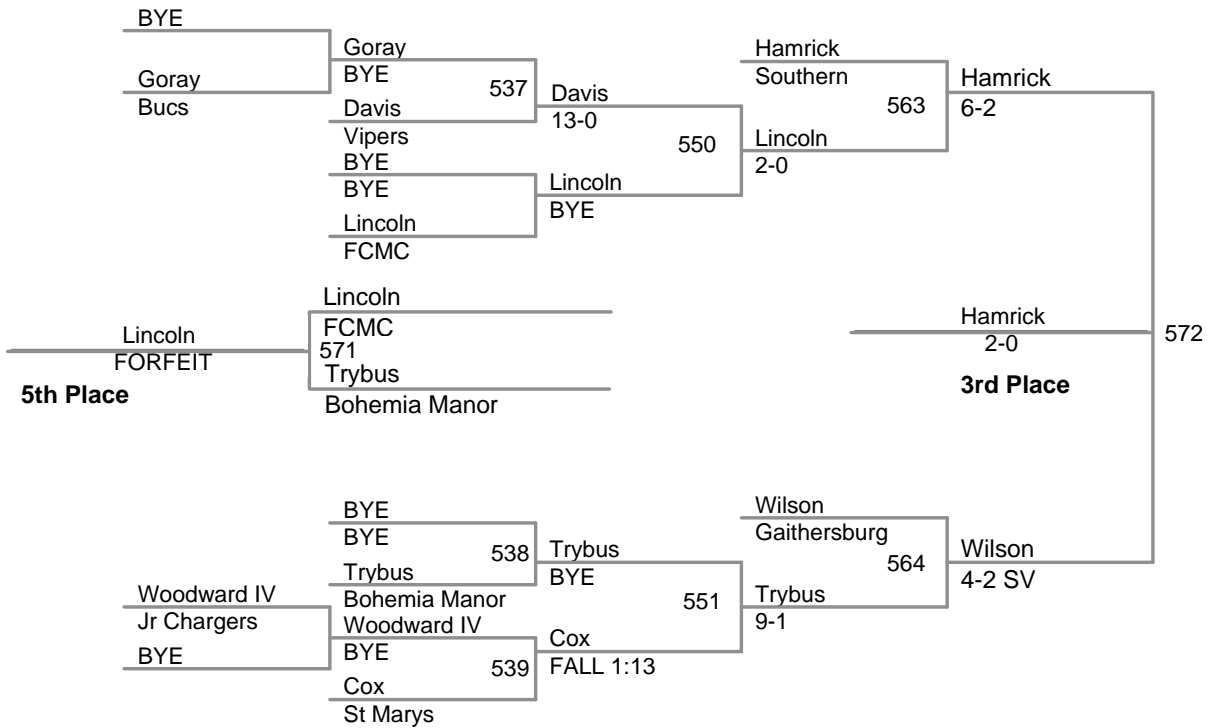 BYE
Goray
Bucs
Goray
BYE
537
Davis
Vipers
BYE
BYE
Lincoln
FCMC
Davis
13-0
550
Lincoln
BYE
Hamrick
Southern
563
Lincoln
2-0
Hamrick
6-2
Lincoln
FCMC
571
Trybus
Bohemia Manor
Lincoln
FORFEIT
5th Place
Hamrick
2-0
3rd Place
572
BYE
BYE
538
Trybus
Bohemia Manor
Woodward IV
Jr Chargers
BYE
Woodward IV
BYE
539
Cox
St Marys
Trybus
BYE
551
Cox
FALL 1:13
Wilson
Gaithersburg
564
Trybus
9-1
Wilson
4-2 SV